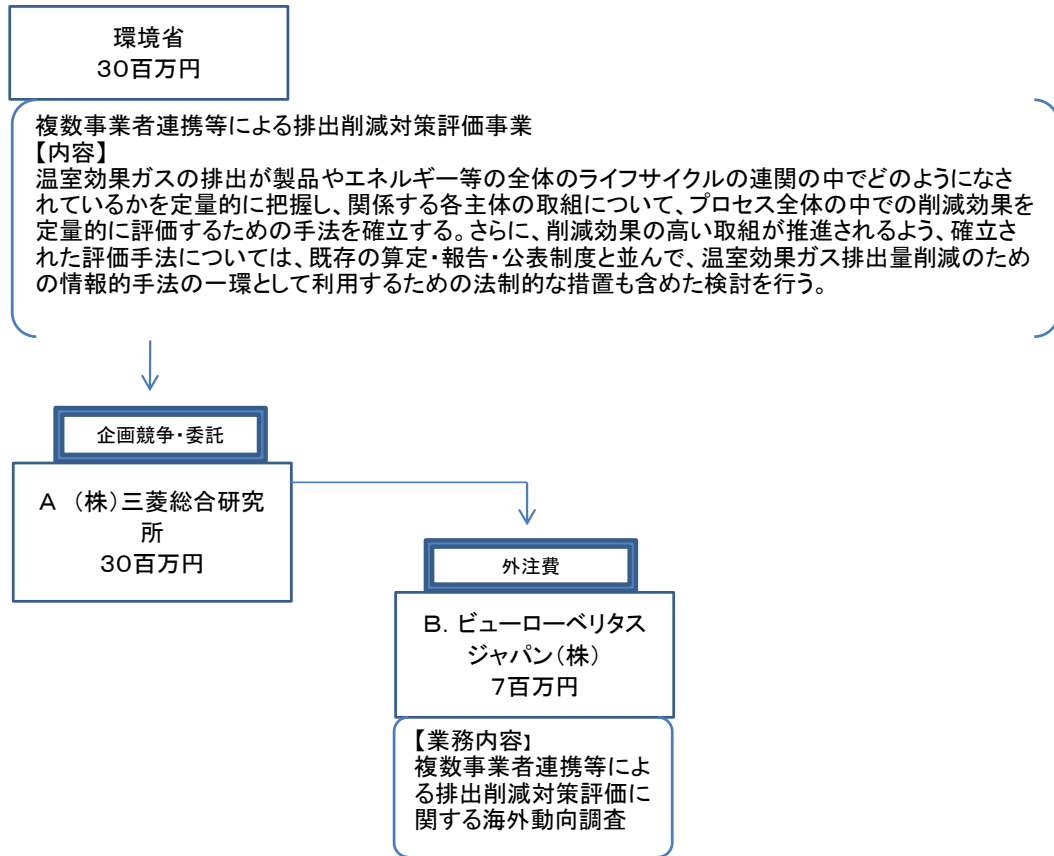 環境省
30百万円
複数事業者連携等による排出削減対策評価事業
【内容】
温室効果ガスの排出が製品やエネルギー等の全体のライフサイクルの連関の中でどのようになさ
れているかを定量的に把握し、関係する各主体の取組について、プロセス全体の中での削減効果を
定量的に評価するための手法を確立する。さらに、削減効果の高い取組が推進されるよう、確立さ
れた評価手法については、既存の算定・報告・公表制度と並んで、温室効果ガス排出量削減のため
の情報的手法の一環として利用するための法制的な措置も含めた検討を行う。
企画競争・委託
A (株)三菱総合研究
所
30百万円
外注費
B. ビューローベリタス
ジャパン(株)
7百万円
【業務内容】
複数事業者連携等によ
る排出削減対策評価に
関する海外動向調査